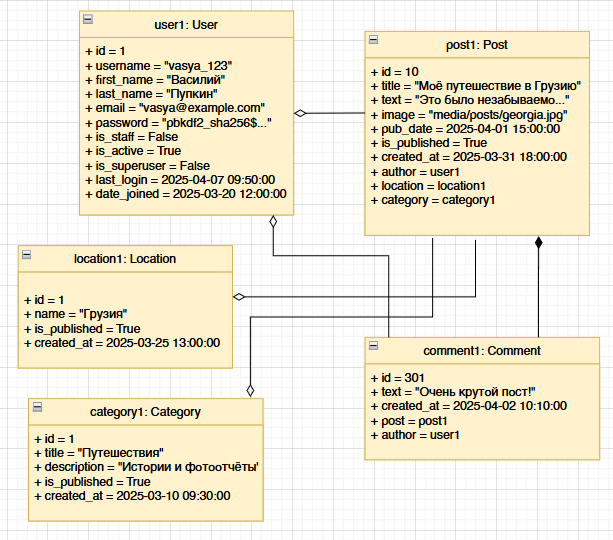 user1: User
+ id = 1
+ username = "vasya_123"
+ first_name = "Василий"
+ last_name = "Пупкин"
+ email = "vasya@example.com"
+ password = "pbkdf2_sha256$..."
+ is_staff = False
+ is_active = True
+ is_superuser = False
+ last_login = 2025-04-07 09:50:00
+ date_joined = 2025-03-20 12:00:00
post1: Post
+ id = 10
+ title = "Моё путешествие в Грузию"
+ text = "Это было незабываемо..."
+ image = "media/posts/georgia.jpg"
+ pub_date = 2025-04-01 15:00:00
+ is_published = True
+ created_at = 2025-03-31 18:00:00
+ author = user1
+ location = location1
+ category = category1
location1: Location
+ id = 1
+ name = "Грузия"
+ is_published = True
+ created_at = 2025-03-25 13:00:00
comment1: Comment
+ id = 301
+ text = "Очень крутой пост!"
+ created_at = 2025-04-02 10:10:00
+ post = post1
+ author = user1
category1: Category
+ id = 1
+ title = "Путешествия"
+ description = "Истории и фотоотчёты"
+ is_published = True
+ created_at = 2025-03-10 09:30:00